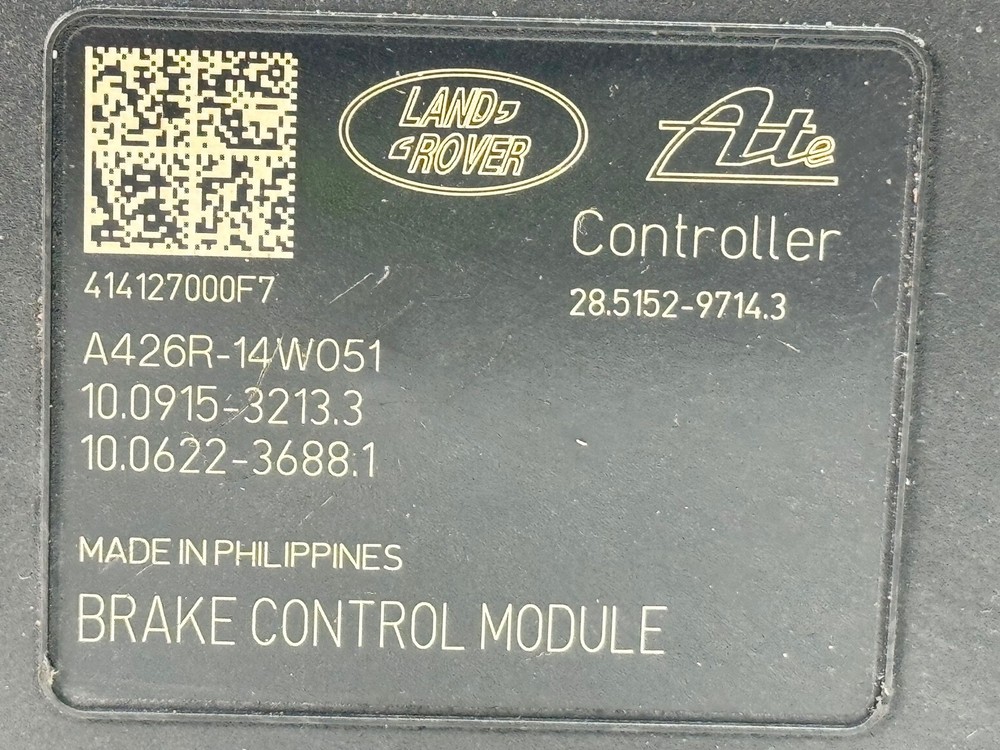 LAND
ROVER
Ate
Controller
28.5152-9714.3
414127000F7
A426R-14W051
10.0915-3213.3
10.0622-3688.1
MADE IN PHILIPPINES
BRAKE CONTROL MODULE